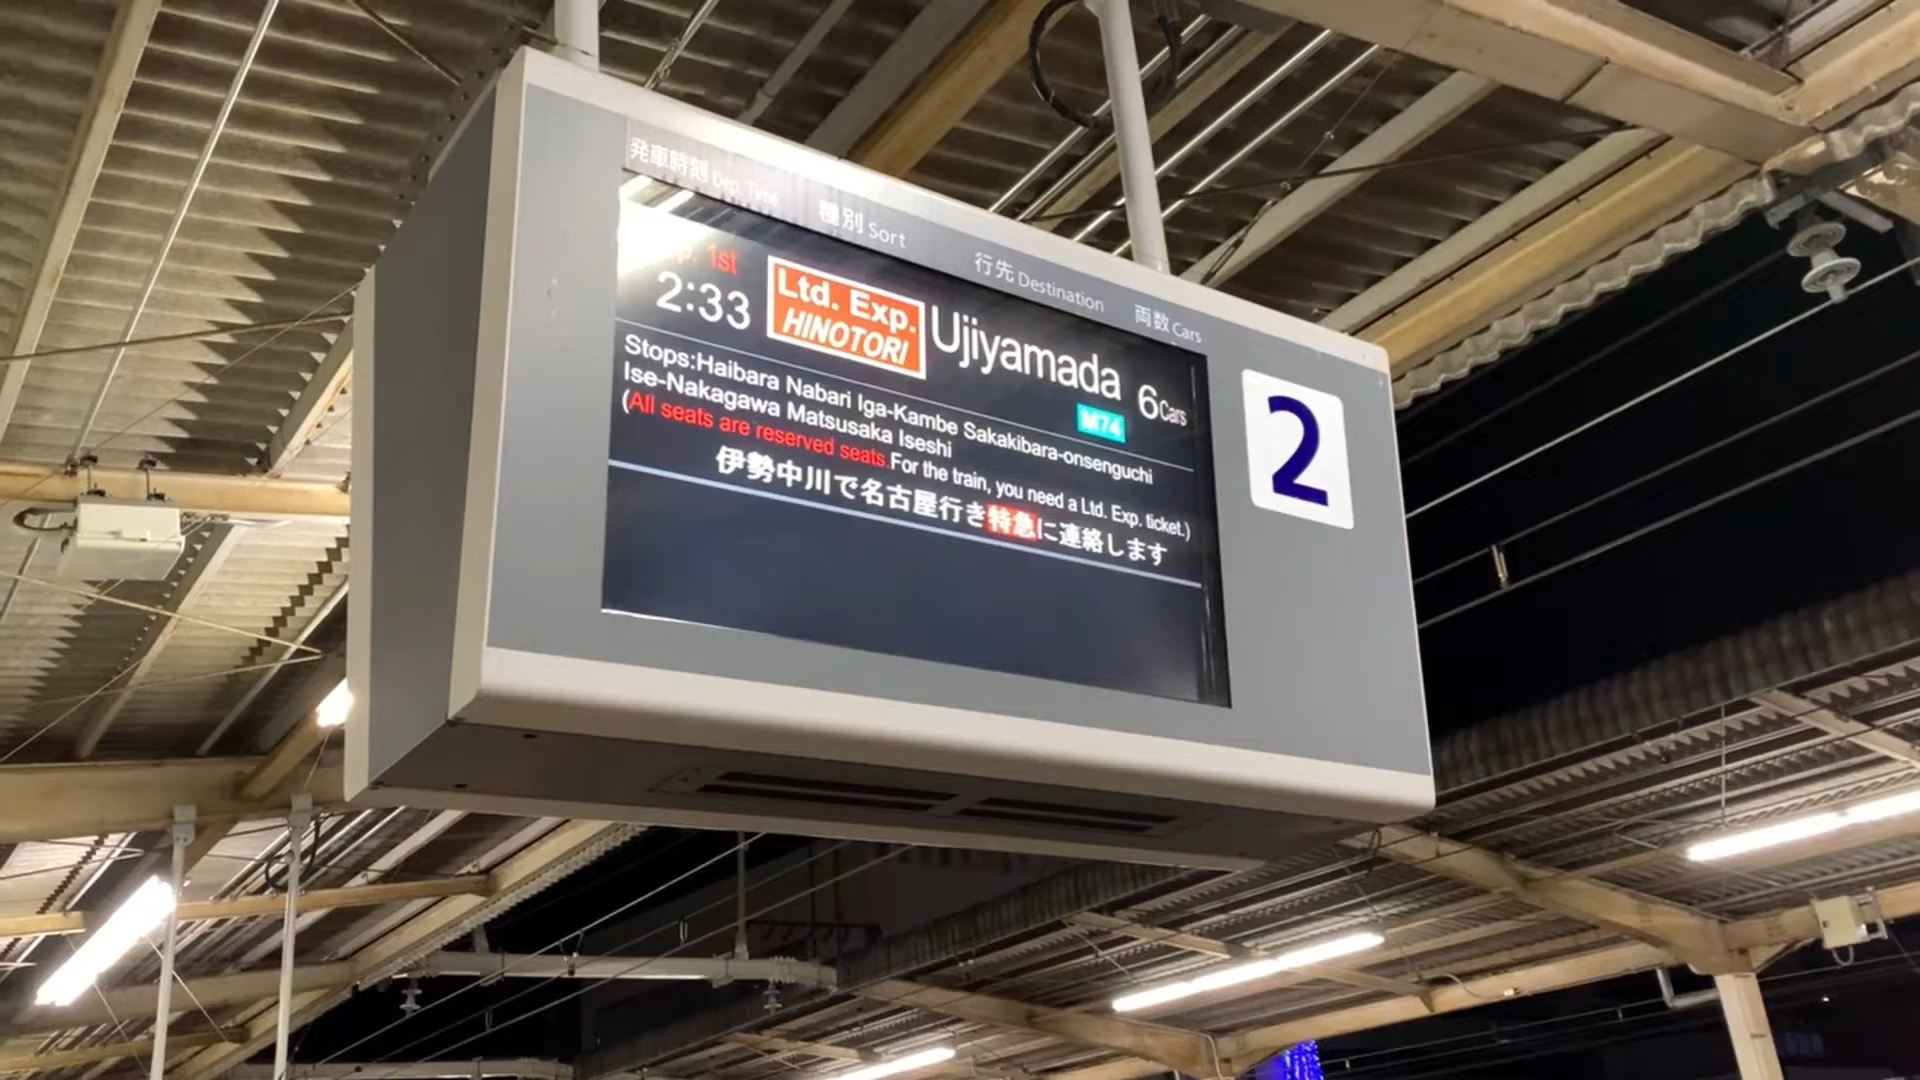 発車時刻 Dep. Time
種別 Sort
行先 Destination
両数 Cars
1st
2:33
Ltd. Exp.
HINOTORI
Ujiyamada
M74
6Cars
Stops:Haibara Nabari Iga-Kambe Sakakibara-onsenguchi
Ise-Nakagawa Matsusaka Iseshi
(All seats are reserved seats.For the train, you need a Ltd. Exp. ticket.)
伊勢中川で名古屋行き特急に連絡します
2